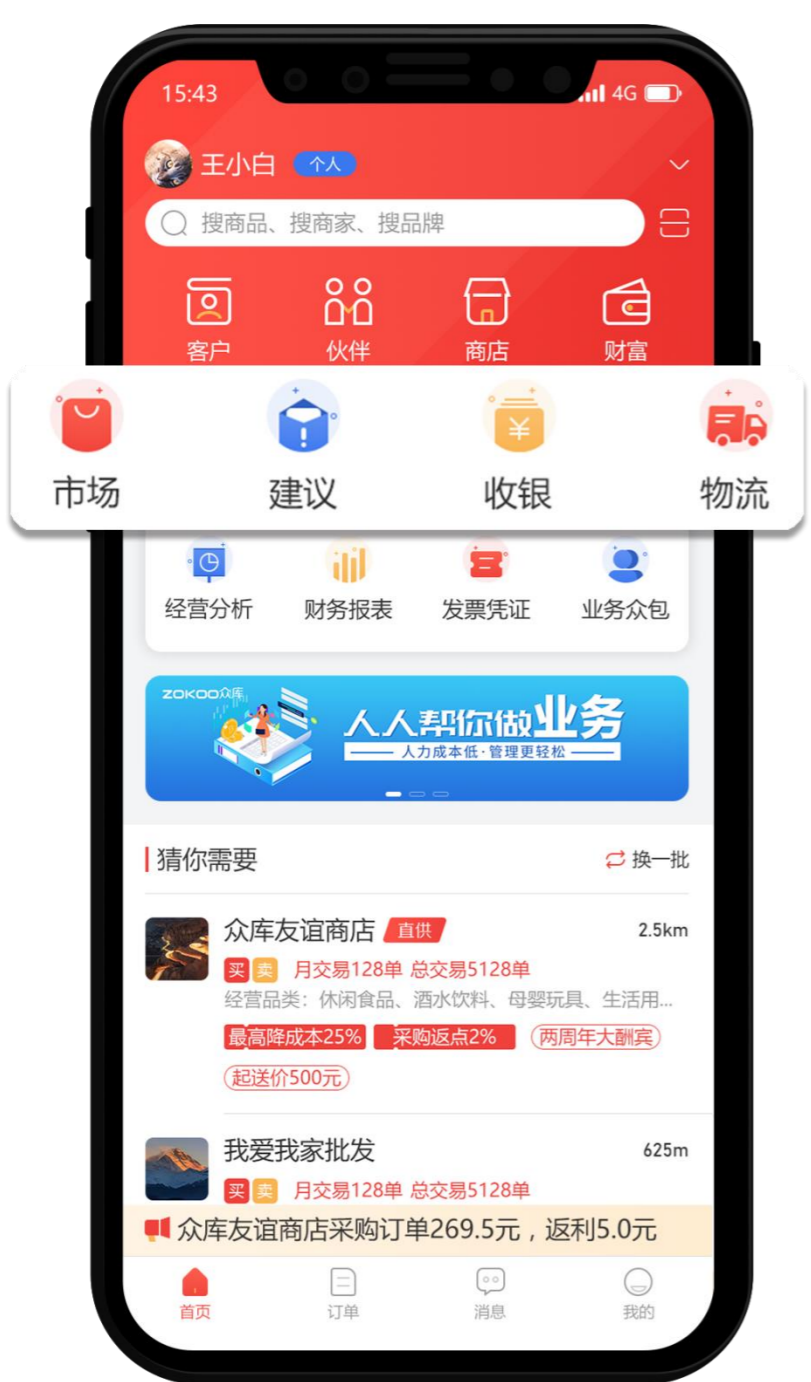 15:43 4G
王小白 个人
搜商品、搜商家、搜品牌
客户 伙伴 商店 财富
市场 建议 收银 物流
经营分析 财务报表 发票凭证 业务众包
ZOKOO众库
人人帮你做业务
人力成本低·管理更轻松
猜你需要 换一批
众库友谊商店 直供 2.5km
买 卖 月交易128单 总交易5128单
经营品类：休闲食品、酒水饮料、母婴玩具、生活用...
最高降成本25% 采购返点2% 两周年大酬宾
起送价500元
我爱我家批发 625m
买 卖 月交易128单 总交易5128单
众库友谊商店采购订单269.5元，返利5.0元
首页 订单 消息 我的